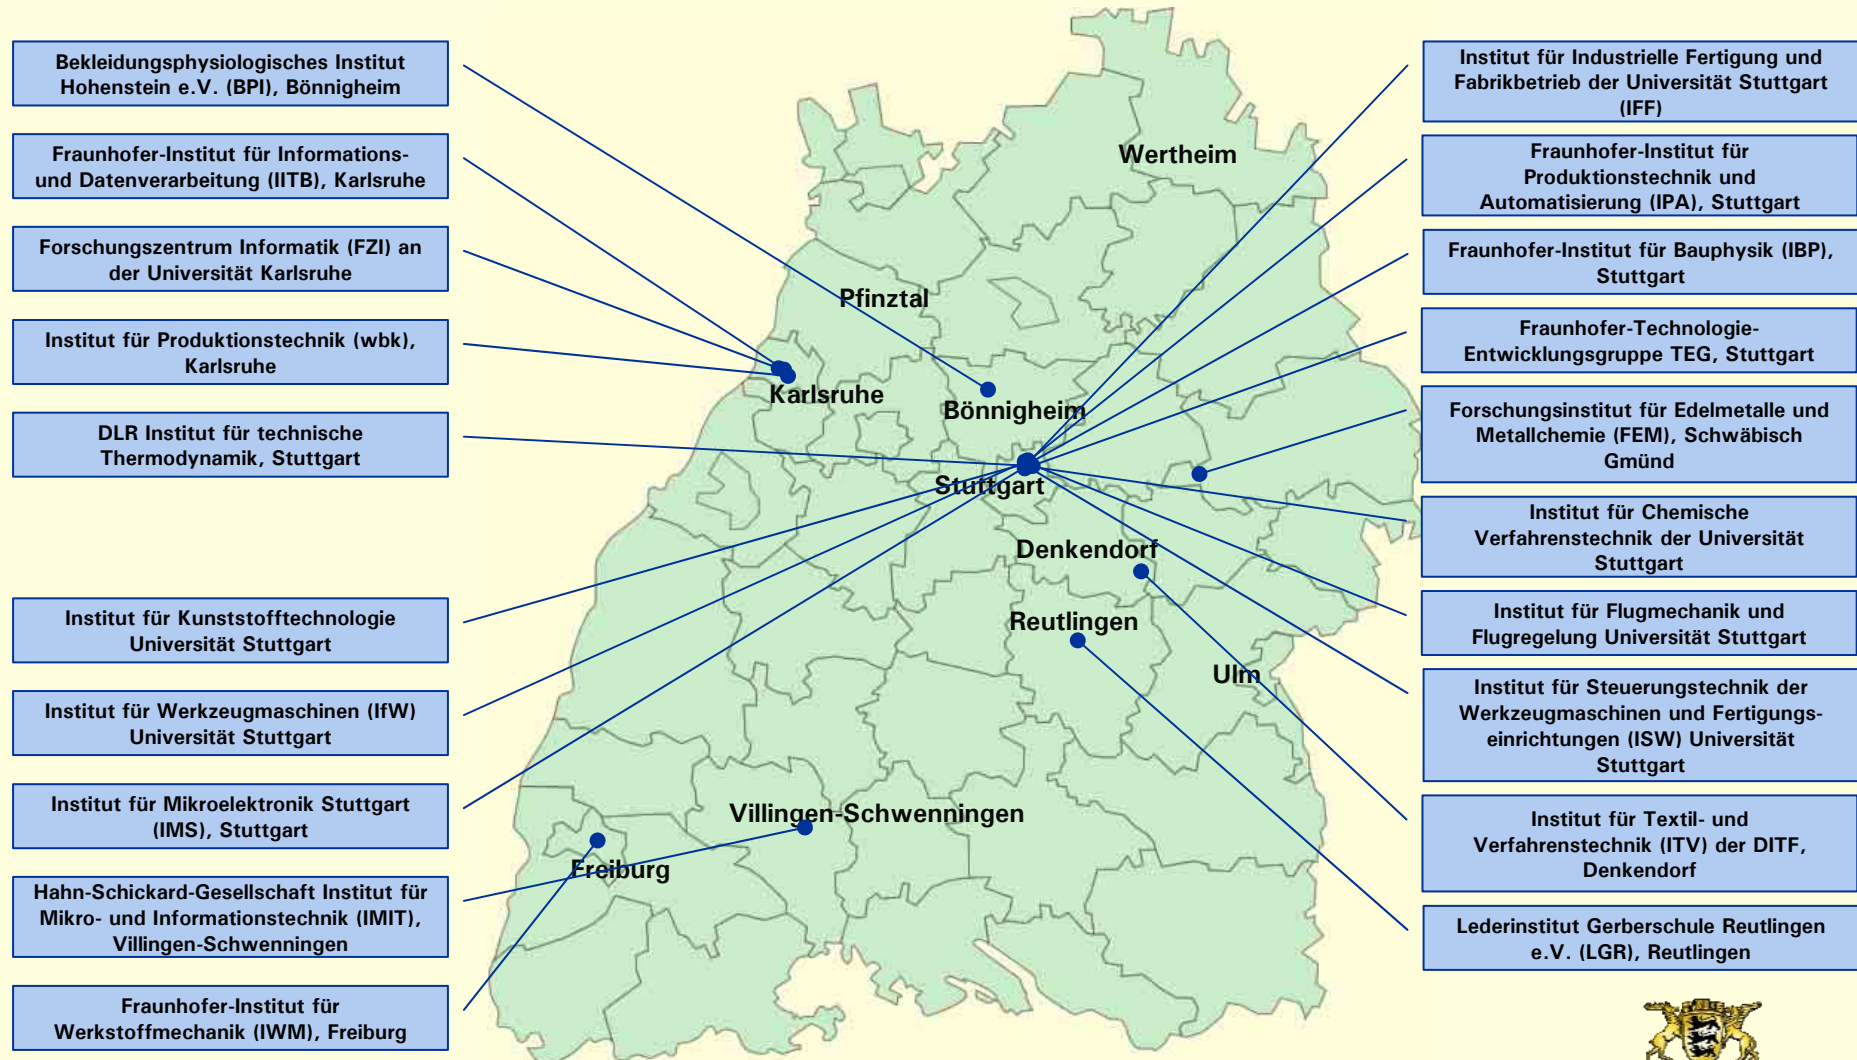 Bekleidungsphysiologisches Institut
Hohenstein e.V. (BPI), Bönnigheim
Fraunhofer-Institut für Informations-
und Datenverarbeitung (IITB), Karlsruhe
Forschungszentrum Informatik (FZI) an
der Universität Karlsruhe
Institut für Produktionstechnik (wbk),
Karlsruhe
DLR Institut für technische
Thermodynamik, Stuttgart
Institut für Kunststofftechnologie
Universität Stuttgart
Institut für Werkzeugmaschinen (IfW)
Universität Stuttgart
Institut für Mikroelektronik Stuttgart
(IMS), Stuttgart
Hahn-Schickard-Gesellschaft Institut für
Mikro- und Informationstechnik (IMIT),
Villingen-Schwenningen
Fraunhofer-Institut für
Werkstoffmechanik (IWM), Freiburg
Wertheim
Pfinztal
Karlsruhe
Bönnigheim
Stuttgart
Denkendorf
Reutlingen
Ulm
Villingen-Schwenningen
Freiburg
Institut für Industrielle Fertigung und
Fabrikbetrieb der Universität Stuttgart
(IFF)
Fraunhofer-Institut für
Produktionstechnik und
Automatisierung (IPA), Stuttgart
Fraunhofer-Institut für Bauphysik (IBP),
Stuttgart
Fraunhofer-Technologie-
Entwicklungsgruppe TEG, Stuttgart
Forschungsinstitut für Edelmetalle und
Metallchemie (FEM), Schwäbisch
Gmünd
Institut für Chemische
Verfahrenstechnik der Universität
Stuttgart
Institut für Flugmechanik und
Flugregelung Universität Stuttgart
Institut für Steuerungstechnik der
Werkzeugmaschinen und Fertigungs-
einrichtungen (ISW) Universität
Stuttgart
Institut für Textil- und
Verfahrenstechnik (ITV) der DITF,
Denkendorf
Lederinstitut Gerberschule Reutlingen
e.V. (LGR), Reutlingen